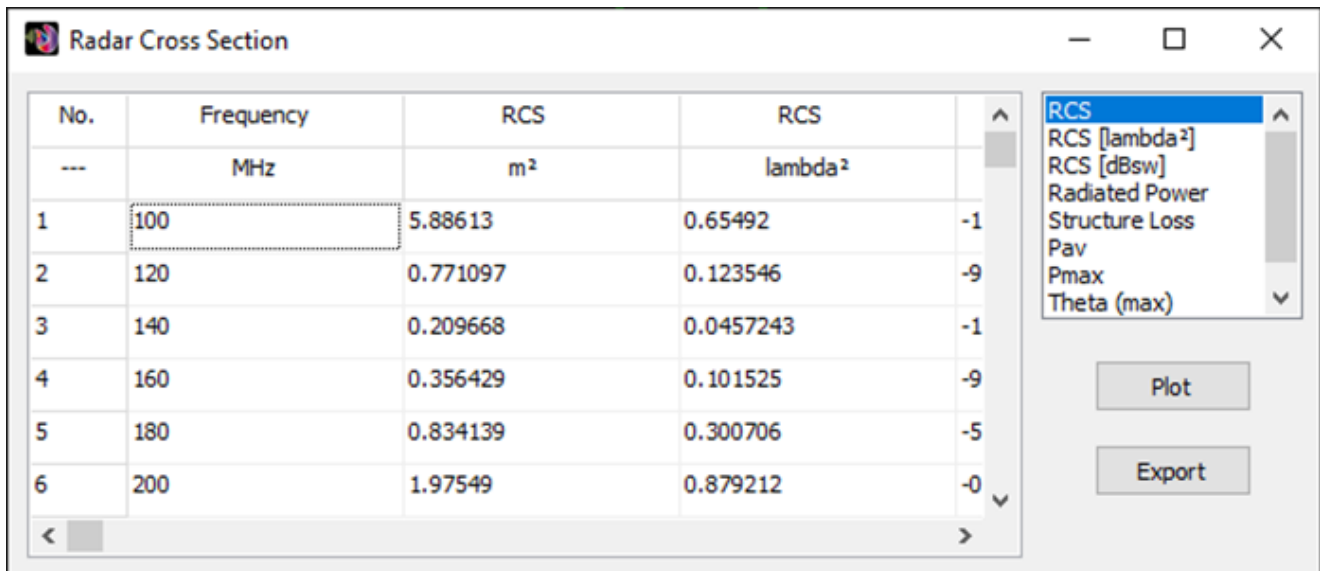 Radar Cross Section
No. Frequency RCS RCS
--- MHz m² lambda²
1 100 5.88613 0.65492 -1
2 120 0.771097 0.123546 -9
3 140 0.209668 0.0457243 -1
4 160 0.356429 0.101525 -9
5 180 0.834139 0.300706 -5
6 200 1.97549 0.879212 -0
RCS
RCS [lambda²]
RCS [dBsw]
Radiated Power
Structure Loss
Pav
Pmax
Theta (max)
Plot
Export